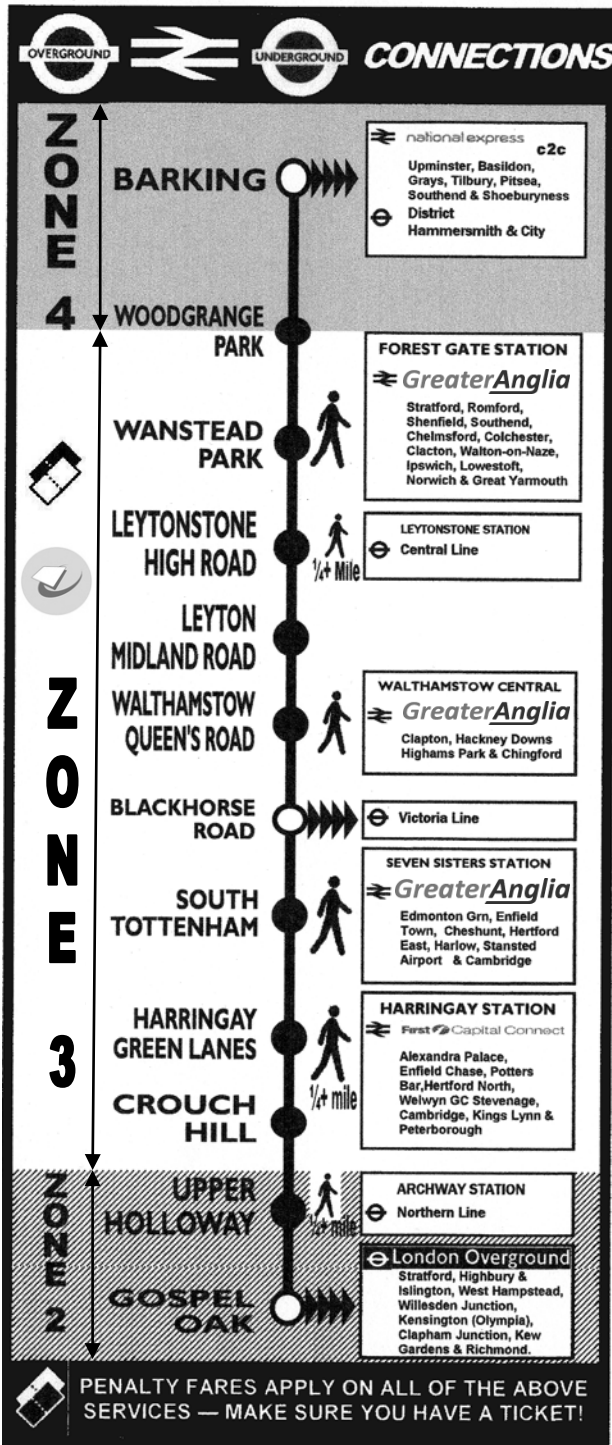 OVERGROUND UNDERGROUND CONNECTIONS
ZONE 4
BARKING
national express
c2c
Upminster, Basildon,
Grays, Tilbury, Pitsea,
Southend & Shoeburyness
District
Hammersmith & City
WOODGRANGE
PARK
ZONE 3
FOREST GATE STATION
GreaterAnglia
Stratford, Romford,
Shenfield, Southend,
Chelmsford, Colchester,
Clacton, Walton-on-Naze,
Ipswich, Lowestoft,
Norwich & Great Yarmouth
WANSTEAD
PARK
LEYTONSTONE
HIGH ROAD
¼+ Mile
LEYTONSTONE STATION
Central Line
LEYTON
MIDLAND ROAD
WALTHAMSTOW
QUEEN'S ROAD
WALTHAMSTOW CENTRAL
GreaterAnglia
Clapton, Hackney Downs
Highams Park & Chingford
BLACKHORSE
ROAD
Victoria Line
SOUTH
TOTTENHAM
SEVEN SISTERS STATION
GreaterAnglia
Edmonton Grn, Enfield
Town, Cheshunt, Hertford
East, Harlow, Stansted
Airport & Cambridge
HARRINGAY
GREEN LANES
¼+ mile
HARRINGAY STATION
First Capital Connect
Alexandra Palace,
Enfield Chase, Potters
Bar,Hertford North,
Welwyn GC Stevenage,
Cambridge, Kings Lynn &
Peterborough
CROUCH
HILL
ZONE 2
UPPER
HOLLOWAY
mile
ARCHWAY STATION
Northern Line
GOSPEL
OAK
London Overground
Stratford, Highbury &
Islington, West Hampstead,
Willesden Junction,
Kensington (Olympia),
Clapham Junction, Kew
Gardens & Richmond.
PENALTY FARES APPLY ON ALL OF THE ABOVE
SERVICES — MAKE SURE YOU HAVE A TICKET!